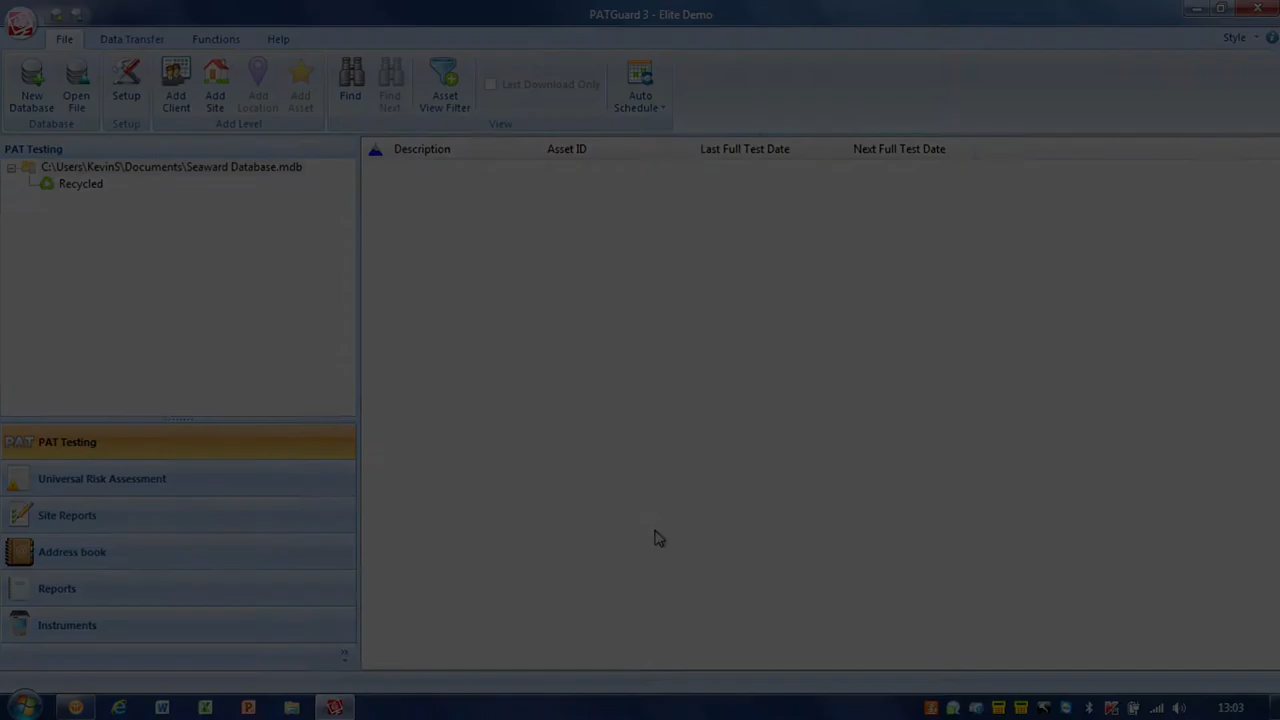 PATGuard 3 - Elite Demo
File Data Transfer Functions Help Style
New Database
Open File
Setup
Add Client
Add Site
Add Location
Add Asset
Find
Find Next
Asset View Filter
Last Download Only
Auto Schedule
Database Setup Add Level View
PAT Testing
C:\Users\KevinS\Documents\Seaward Database.mdb
Recycled
Description Asset ID Last Full Test Date Next Full Test Date
PAT PAT Testing
Universal Risk Assessment
Site Reports
Address book
Reports
Instruments
13:03